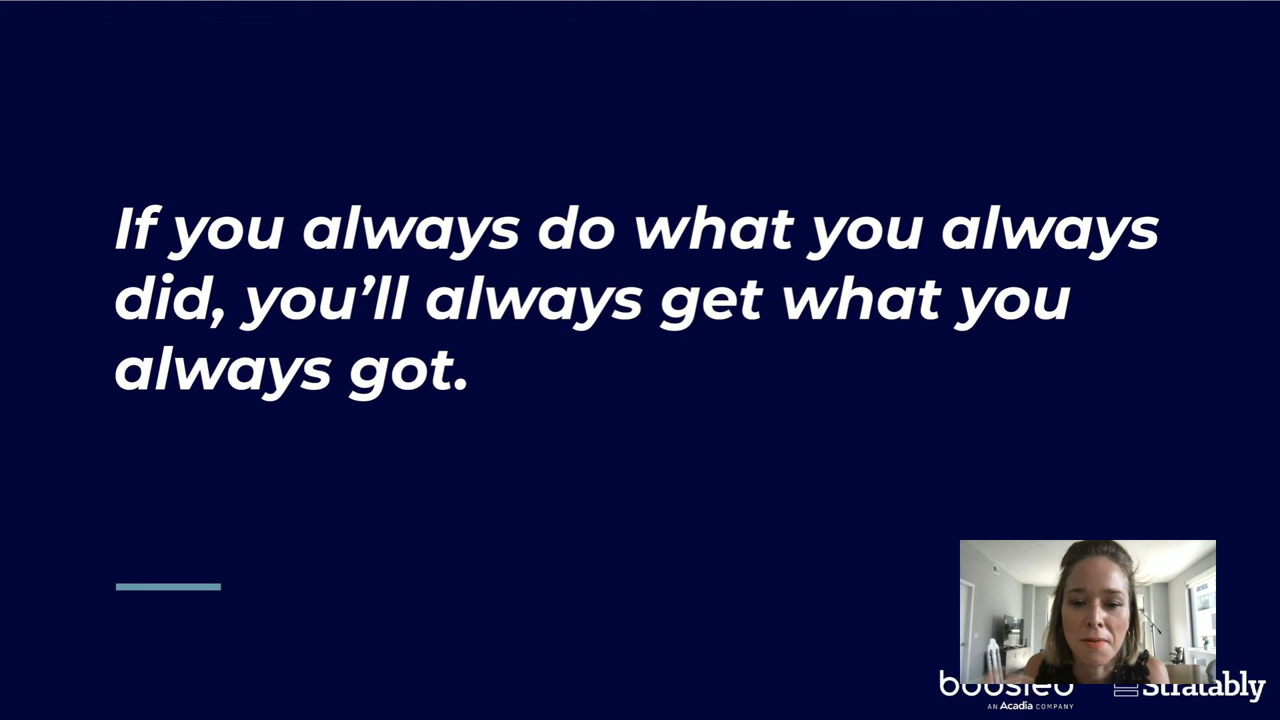 If you always do what you always
did, you’ll always get what you
always got.
AN Acadia COMPANY
Stratably